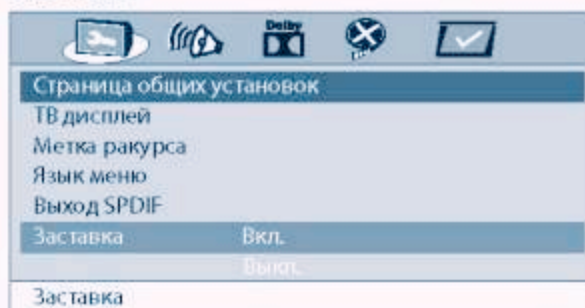 Dolby
Страница общих установок
ТВ дисплей
Метка ракурса
Язык меню
Выход SPDIF
Заставка Вкл.
Выкл.
Заставка